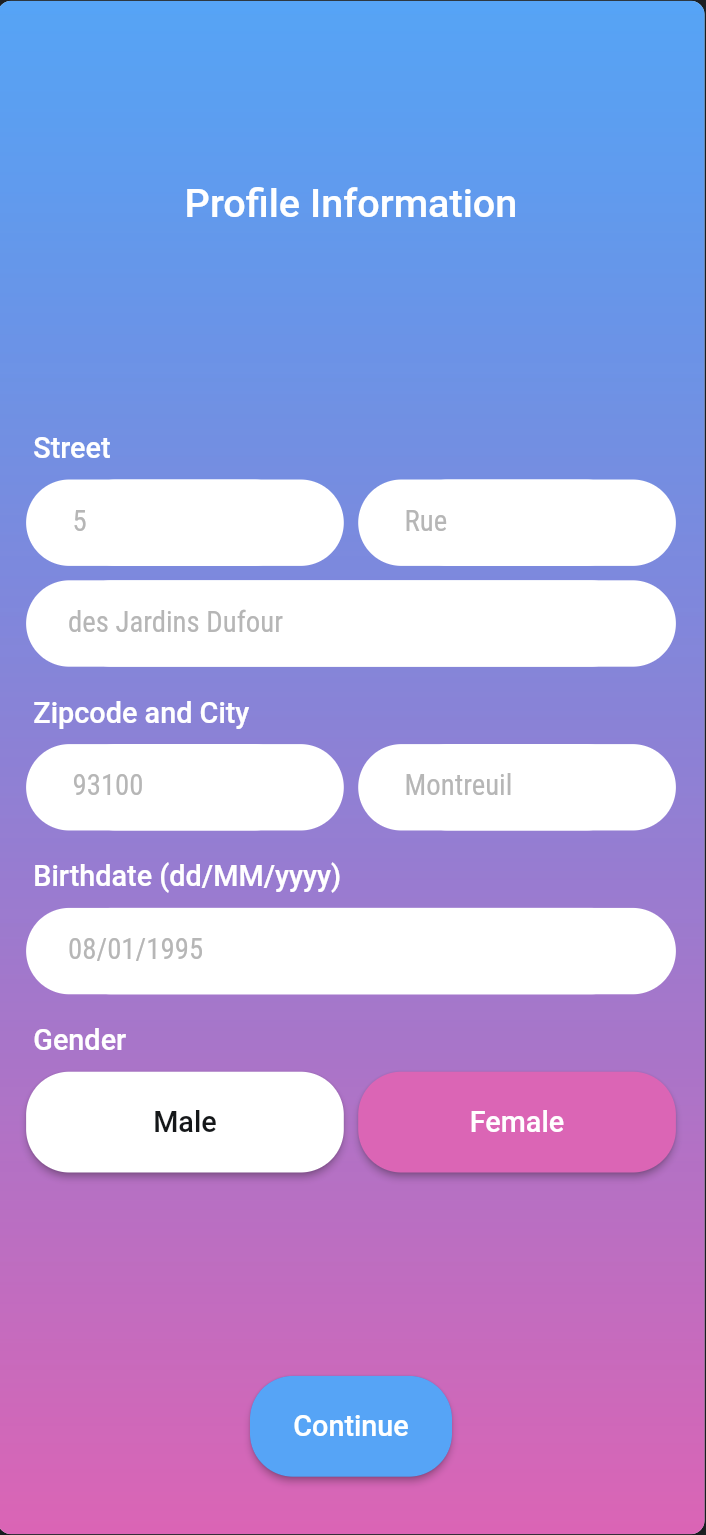 Profile Information
Street
5 Rue
des Jardins Dufour
Zipcode and City
93100 Montreuil
Birthdate (dd/MM/yyyy)
08/01/1995
Gender
Male Female
Continue